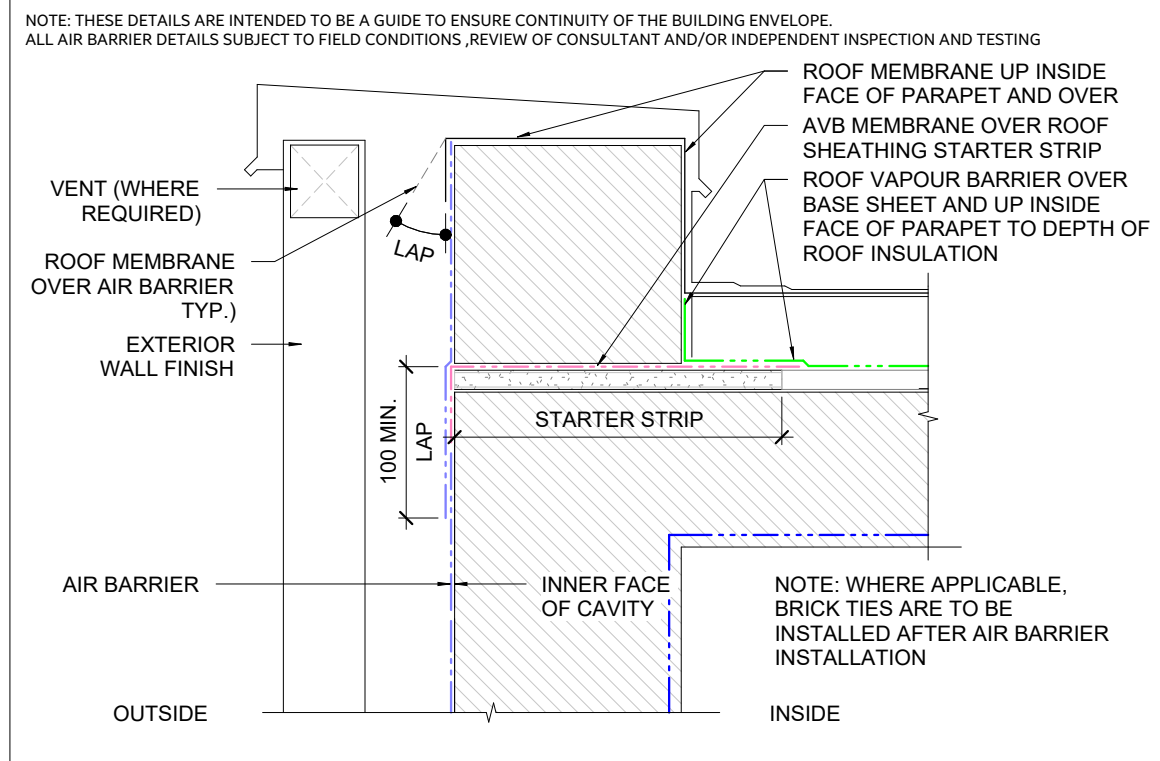 NOTE: THESE DETAILS ARE INTENDED TO BE A GUIDE TO ENSURE CONTINUITY OF THE BUILDING ENVELOPE.
ALL AIR BARRIER DETAILS SUBJECT TO FIELD CONDITIONS ,REVIEW OF CONSULTANT AND/OR INDEPENDENT INSPECTION AND TESTING
ROOF MEMBRANE UP INSIDE
FACE OF PARAPET AND OVER
AVB MEMBRANE OVER ROOF
SHEATHING STARTER STRIP
ROOF VAPOUR BARRIER OVER
BASE SHEET AND UP INSIDE
FACE OF PARAPET TO DEPTH OF
ROOF INSULATION
VENT (WHERE
REQUIRED)
LAP
ROOF MEMBRANE
OVER AIR BARRIER
TYP.)
EXTERIOR
WALL FINISH
100 MIN.
LAP
STARTER STRIP
AIR BARRIER
INNER FACE
OF CAVITY
NOTE: WHERE APPLICABLE,
BRICK TIES ARE TO BE
INSTALLED AFTER AIR BARRIER
INSTALLATION
OUTSIDE
INSIDE